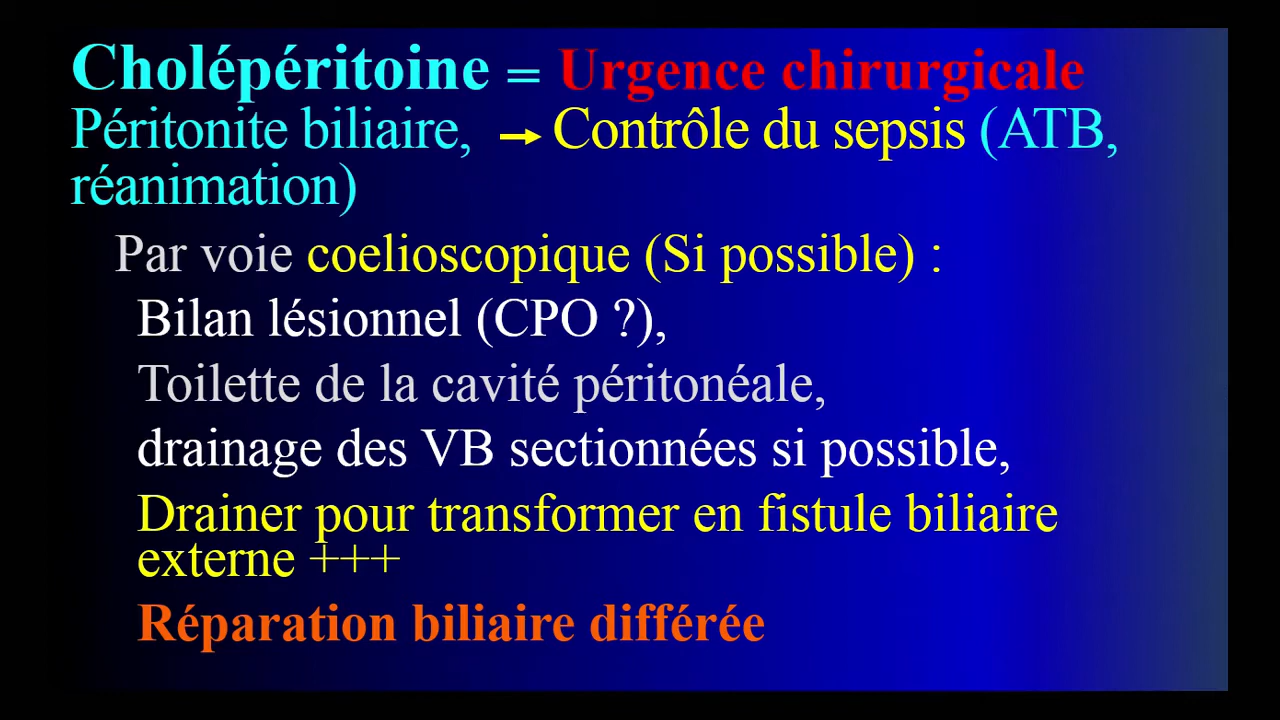 Cholépéritoine = Urgence chirurgicale
Péritonite biliaire, → Contrôle du sepsis (ATB,
réanimation)
Par voie coelioscopique (Si possible) :
Bilan lésionnel (CPO ?),
Toilette de la cavité péritonéale,
drainage des VB sectionnées si possible,
Drainer pour transformer en fistule biliaire
externe +++
Réparation biliaire différée